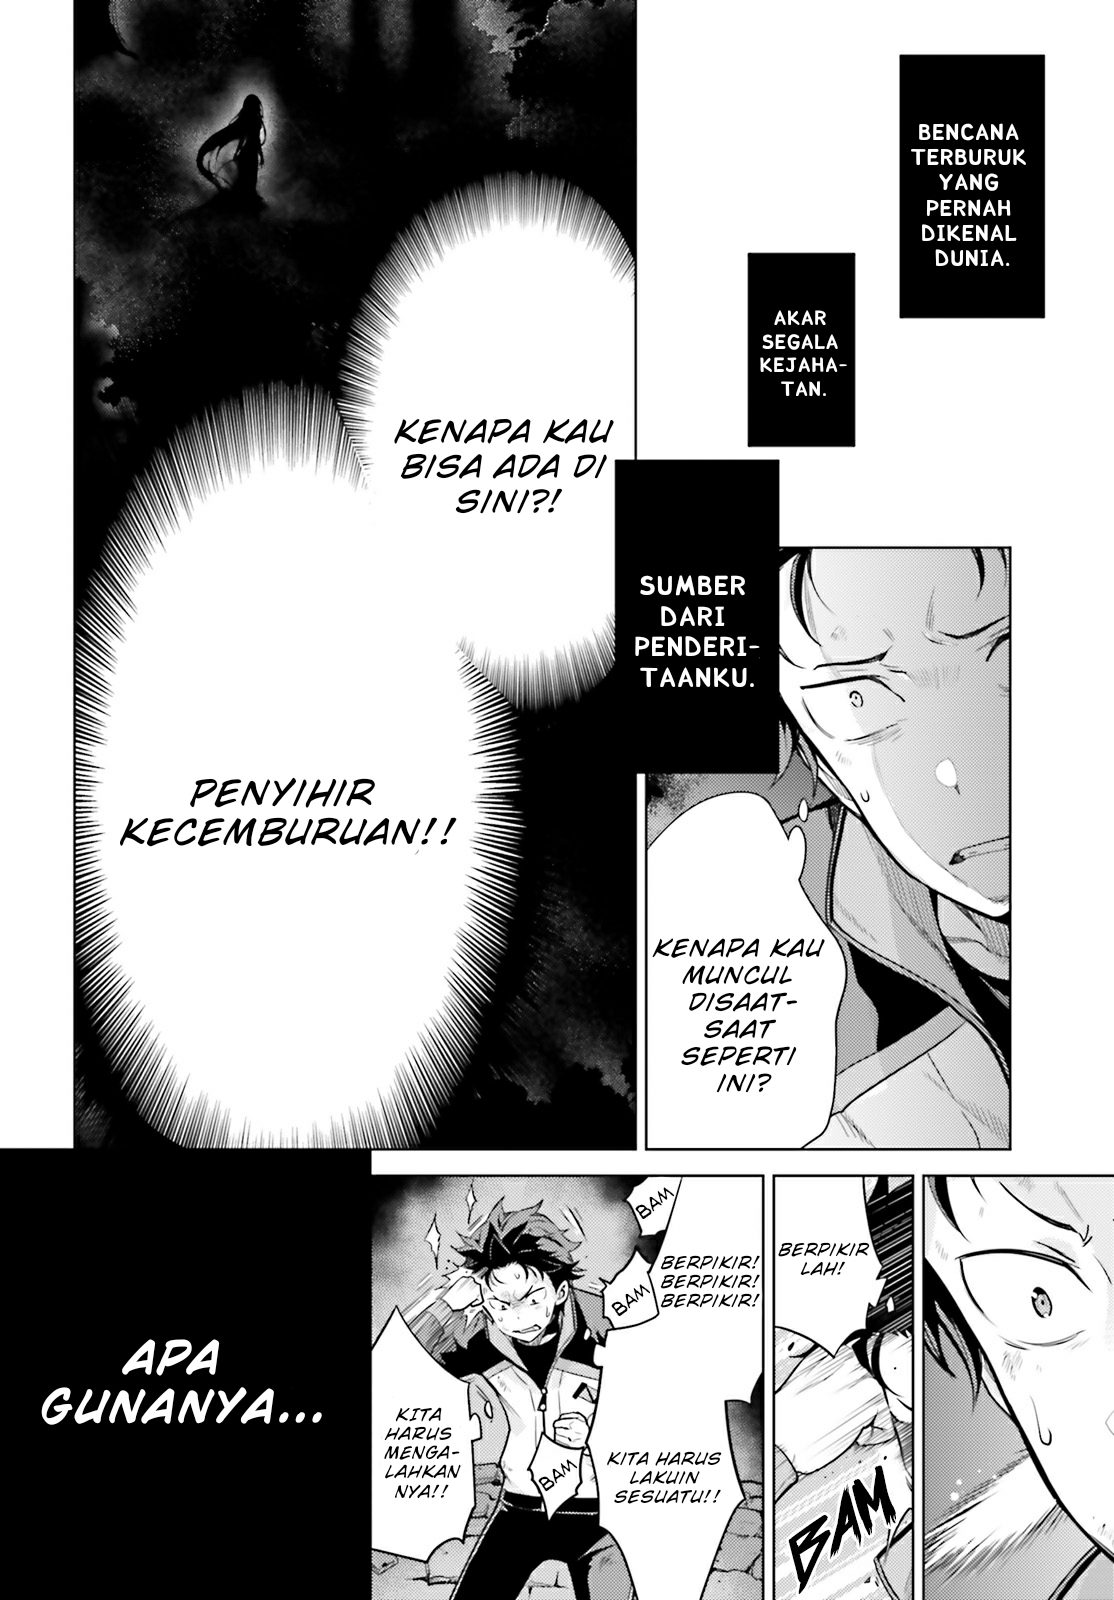 BENCANA
TERBURUK
YANG
PERNAH
DIKENAL
DUNIA.
AKAR
SEGALA
KEJAHA-
TAN.
SUMBER
DARI
PENDERI-
TAANKU.
KENAPA KAU
BISA ADA DI
SINI?!
PENYIHIR
KECEMBURUAN!!
KENAPA KAU
MUNCUL
DISAAT-
SAAT
SEPERTI
INI?
BERPIKIR
LAH!
BAM
BAM
BERPIKIR!
BERPIKIR!
BERPIKIR!
BAM
BAM
KITA HARUS
LAKUIN
SESUATU!!
KITA
HARUS
MENGA-
LAHKAN
NYA!!
APA
GUNANYA...